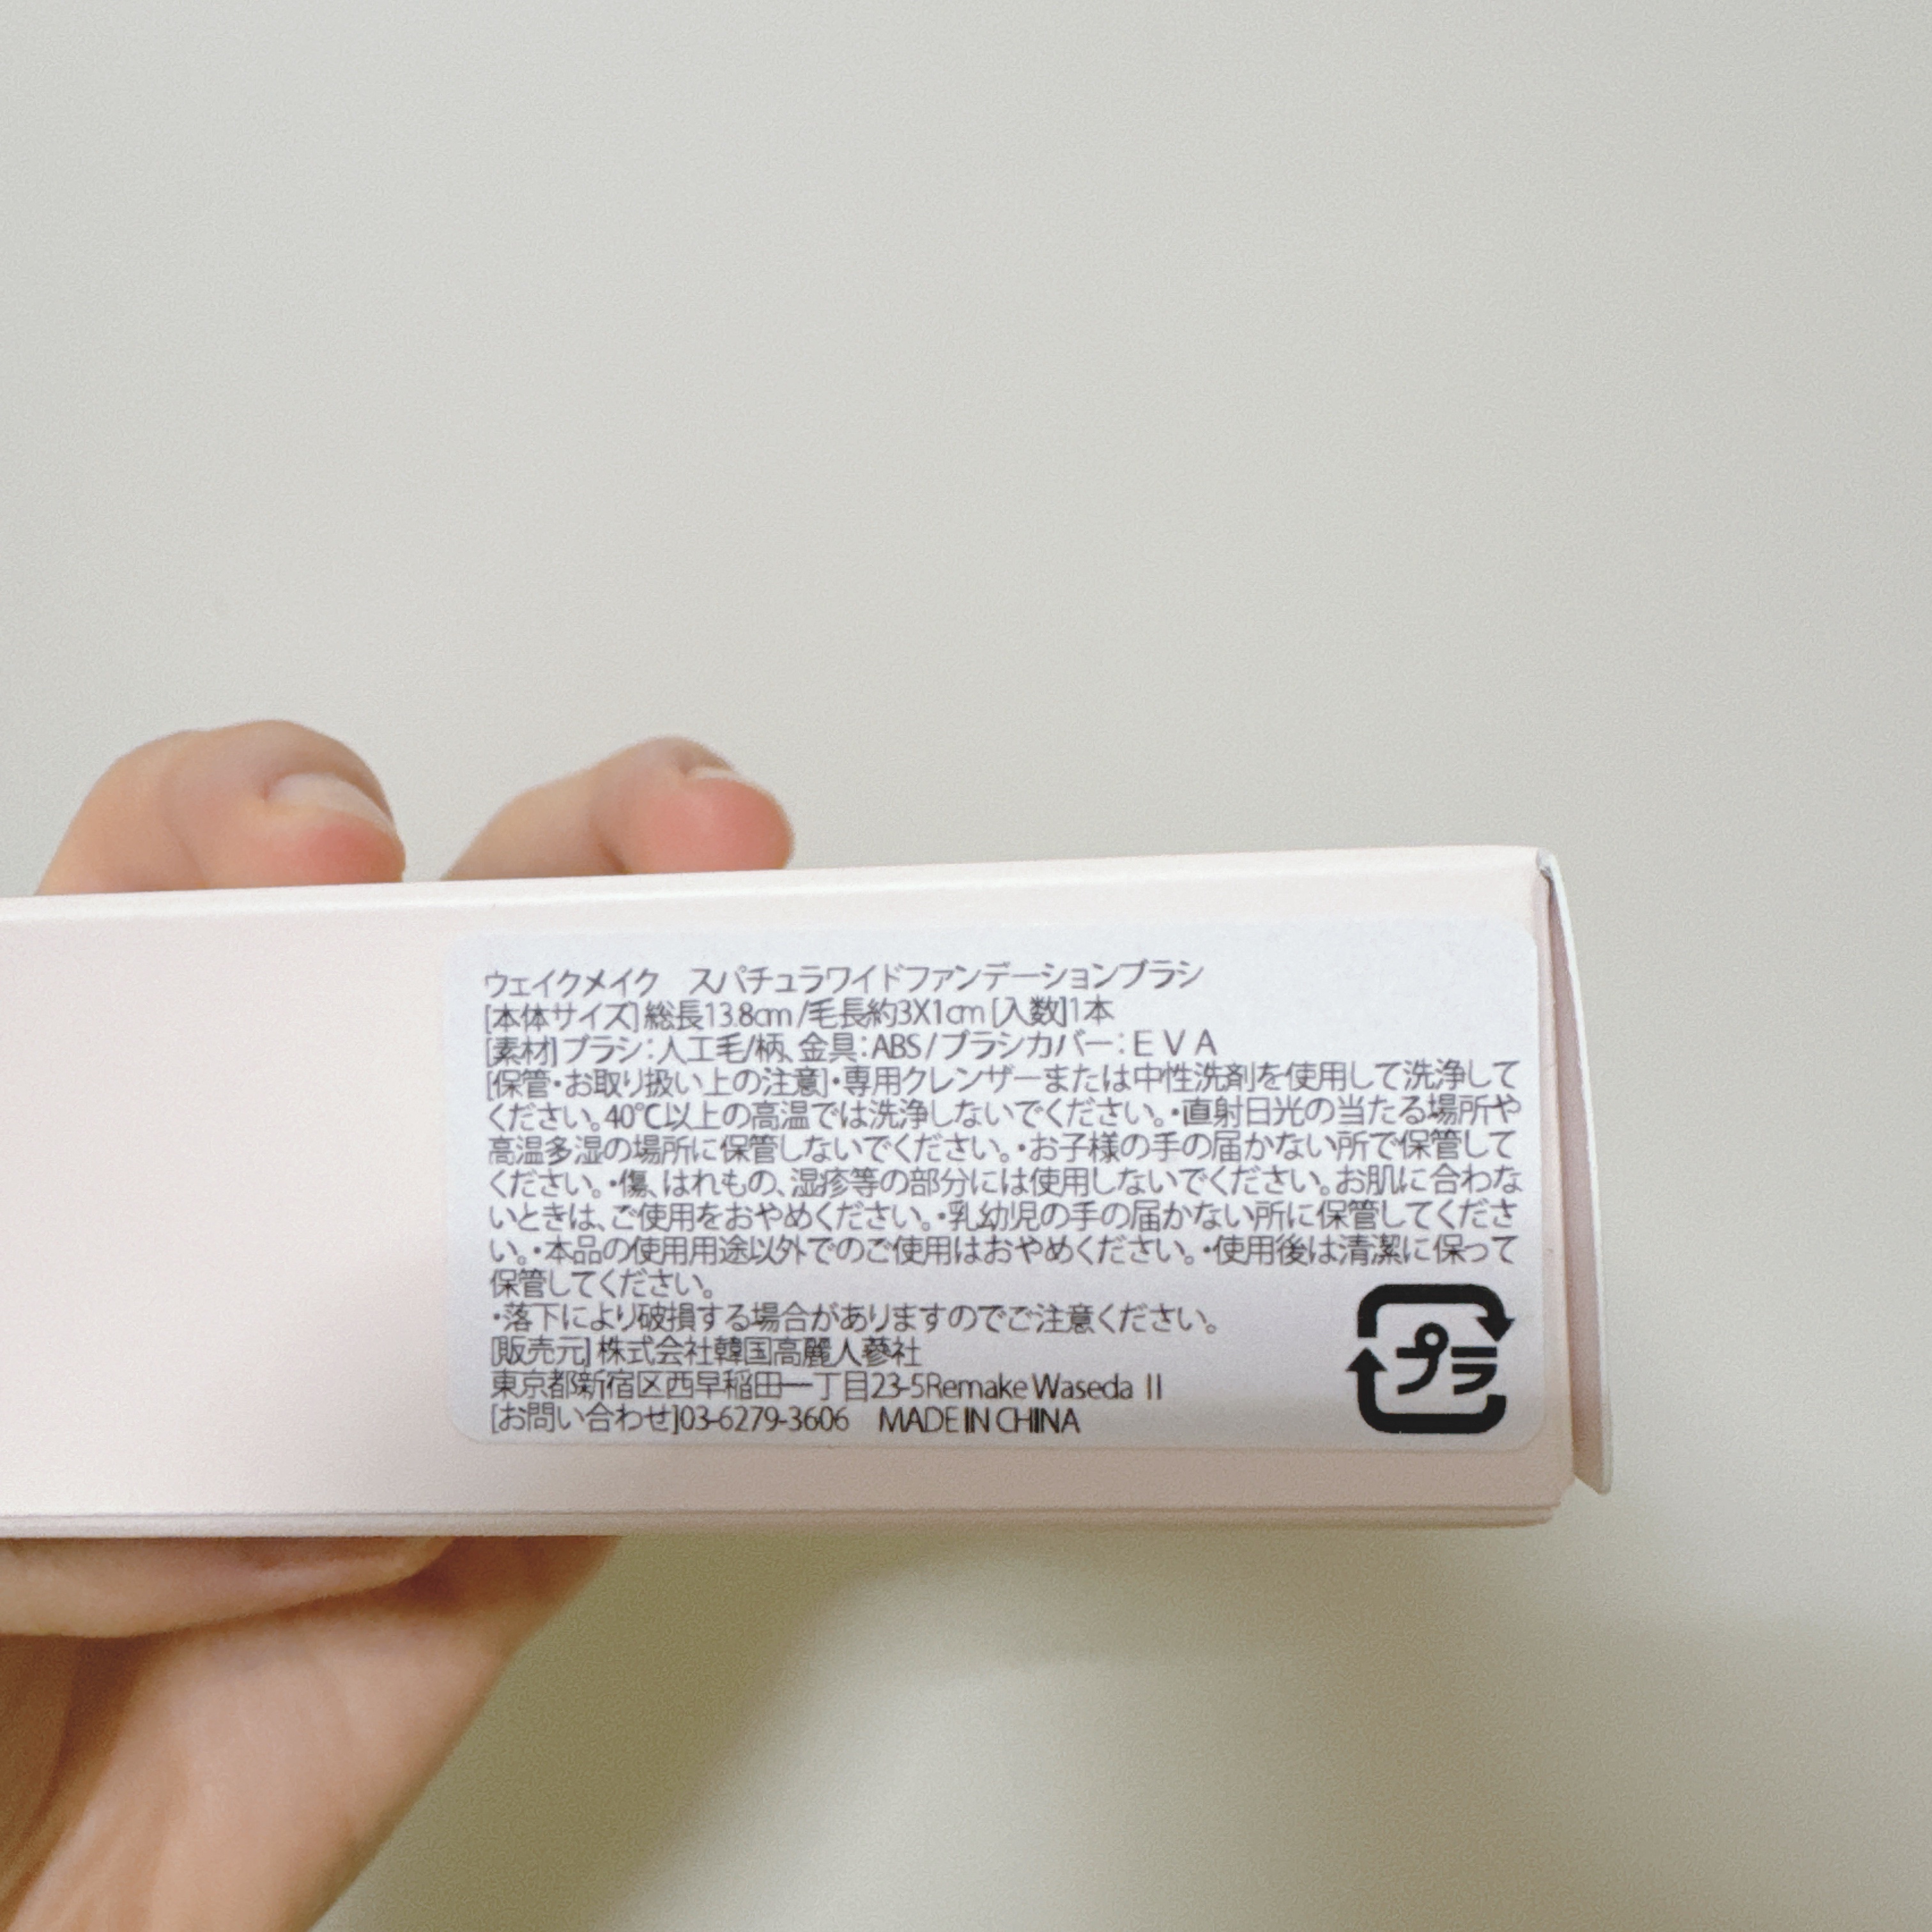 ウェイクメイク　スパチュラワイドファンデーションブラシ
[本体サイズ]総長13.8cm/毛長約3X1cm[入数]1本
[素材]ブラシ:人工毛/柄、金具:ABS/ブラシカバー:ＥＶＡ
[保管・お取り扱い上の注意]・専用クレンザーまたは中性洗剤を使用して洗浄して
ください。40℃以上の高温では洗浄しないでください。・直射日光の当たる場所や
高温多湿の場所に保管しないでください。・お子様の手の届かない所で保管して
ください。・傷、はれもの、湿疹等の部分には使用しないでください。お肌に合わな
いときは、ご使用をおやめください。・乳幼児の手の届かない所に保管してくださ
い。・本品の使用用途以外でのご使用はおやめください。・使用後は清潔に保って
保管してください。
・落下により破損する場合がありますのでご注意ください。
[販売元]株式会社韓国高麗人蔘社
東京都新宿区西早稲田一丁目23-5Remake Waseda II
[お問い合わせ]03-6279-3606　MADE IN CHINA
プラ